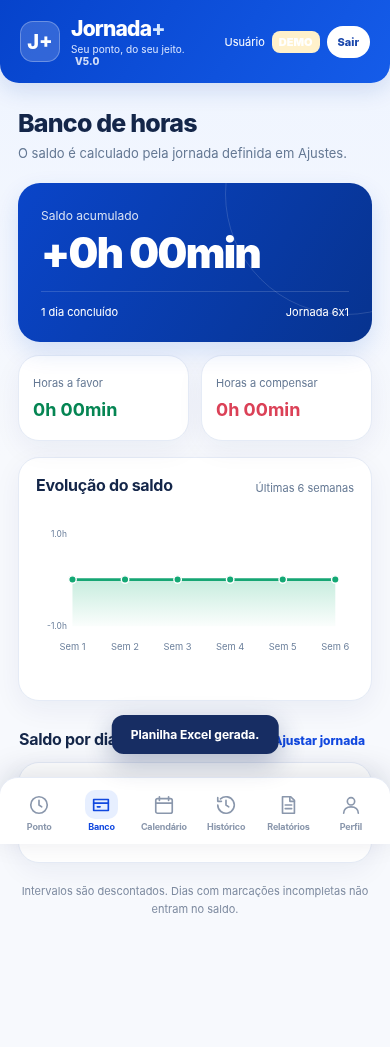 J+
Jornada+
Seu ponto, do seu jeito.
V5.0
Usuário
DEMO
Sair
Banco de horas
O saldo é calculado pela jornada definida em Ajustes.
Saldo acumulado
+0h 00min
1 dia concluído
Jornada 6x1
Horas a favor
0h 00min
Horas a compensar
0h 00min
Evolução do saldo
Últimas 6 semanas
1.0h
-1.0h
Sem 1 Sem 2 Sem 3 Sem 4 Sem 5 Sem 6
Saldo por dia
Planilha Excel gerada.
Ajustar jornada
Ponto Banco Calendário Histórico Relatórios Perfil
Intervalos são descontados. Dias com marcações incompletas não
entram no saldo.